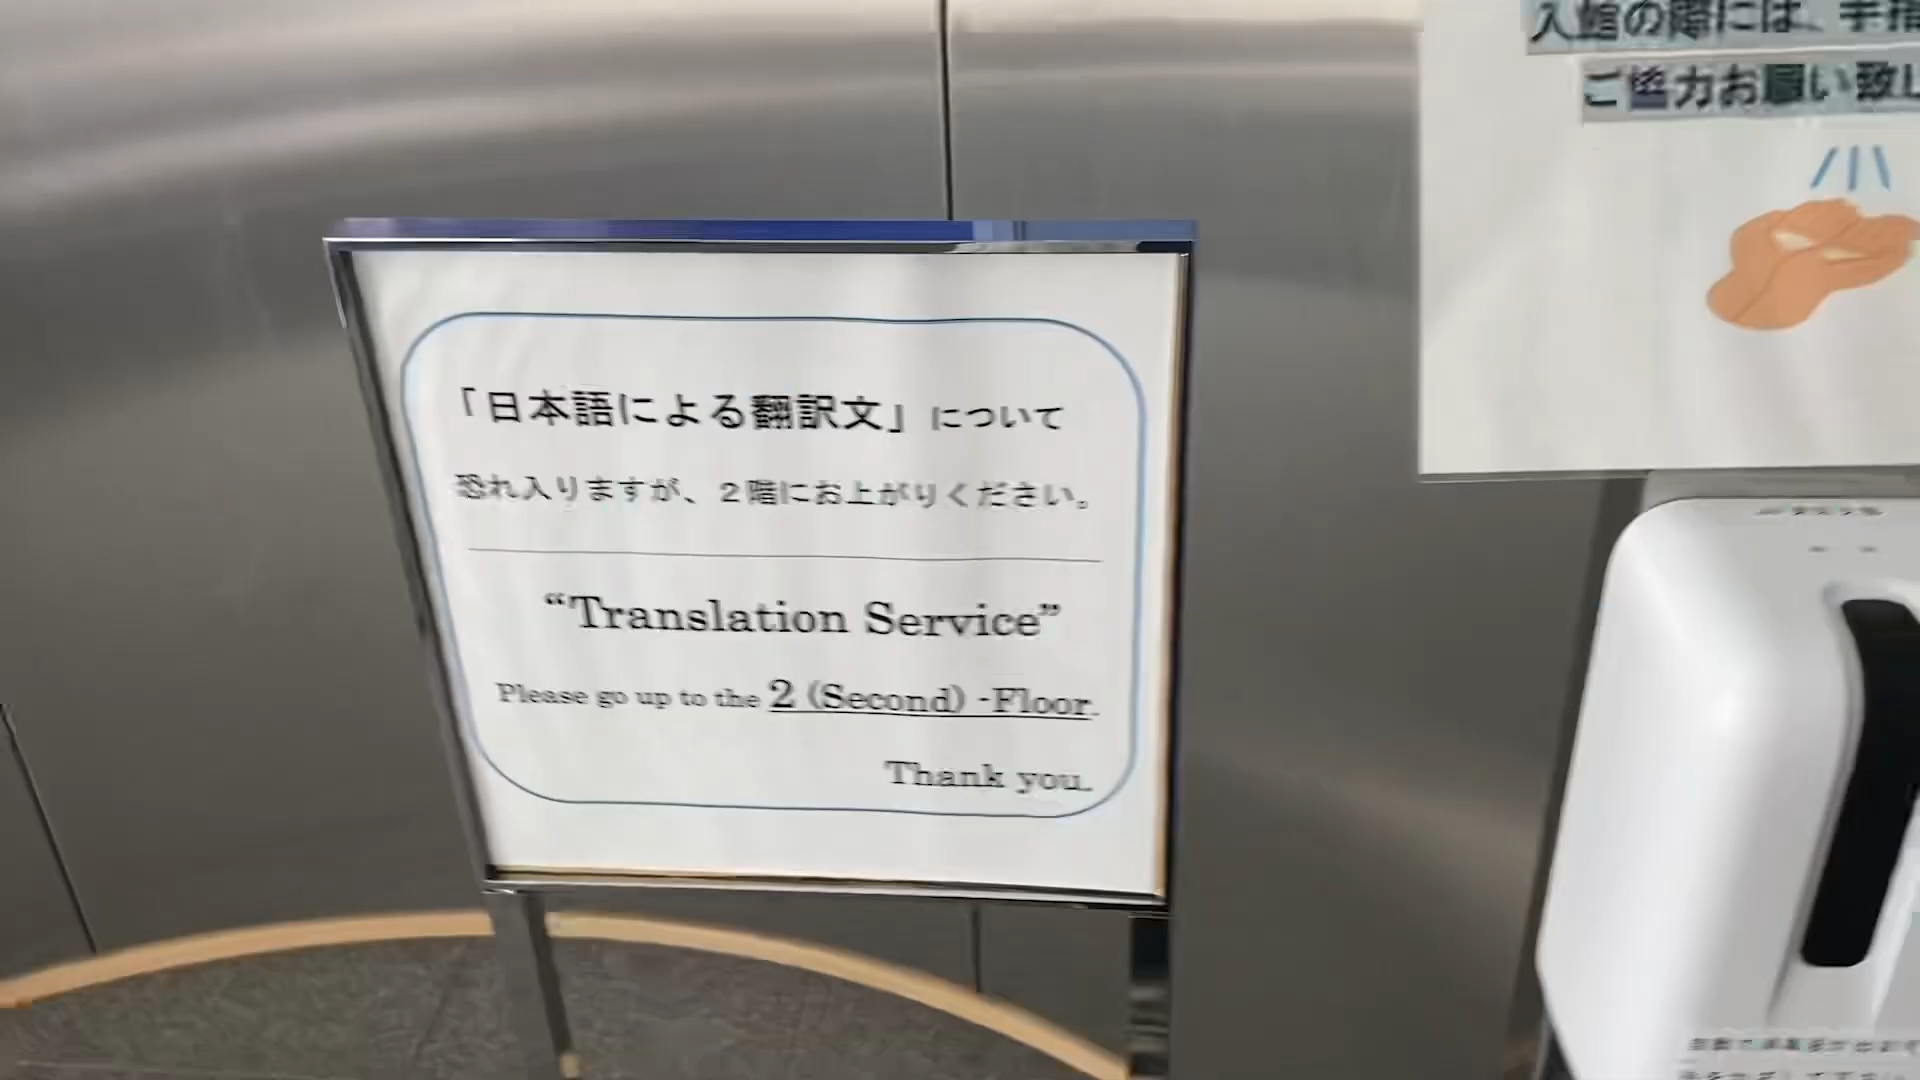 「日本語による翻訳文」について
恐れ入りますが、２階にお上がりください。
“Translation Service”
Please go up to the 2 (Second) -Floor.
Thank you.
入館の際には、手指
ご協力お願い致し